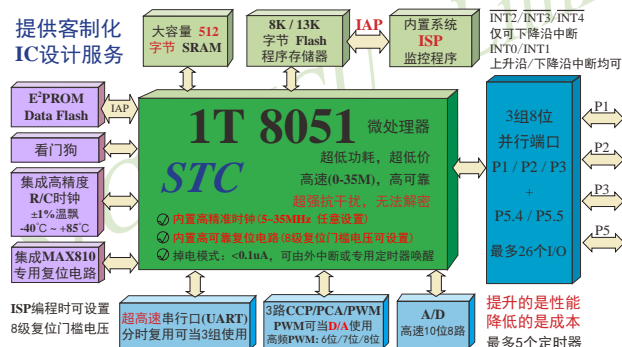 提供客制化
IC设计服务
大容量 512
字节 SRAM
8K / 13K
字节 Flash
程序存储器
IAP
内置系统
ISP
监控程序
INT2 / INT3 / INT4
仅可下降沿中断
INT0/INT1
上升沿/下降沿中断均可
E²PROM
Data Flash
IAP
看门狗
集成高精度
R/C时钟
±1%温飘
-40℃ ~ +85℃
集成MAX810
专用复位电路
1T 8051 微处理器
STC
超低功耗，超低价
高速(0-35M)，高可靠
超强抗干扰，无法解密
内置高精准时钟(5~35MHz 任意设置)
内置高可靠复位电路(8级复位门槛电压可设置)
掉电模式：<0.1uA，可由外中断或专用定时器唤醒
3组8位
并行端口
P1 / P2 / P3
+
P5.4 / P5.5
最多26个I/O
P1
P2
P3
P5
ISP编程时可设置
8级复位门槛电压
超高速串行口(UART)
分时复用可当3组使用
3路CCP/PCA/PWM
PWM可当D/A使用
高频PWM: 6位/7位/8位
A/D
高速10位8路
提升的是性能
降低的是成本
最多5个定时器